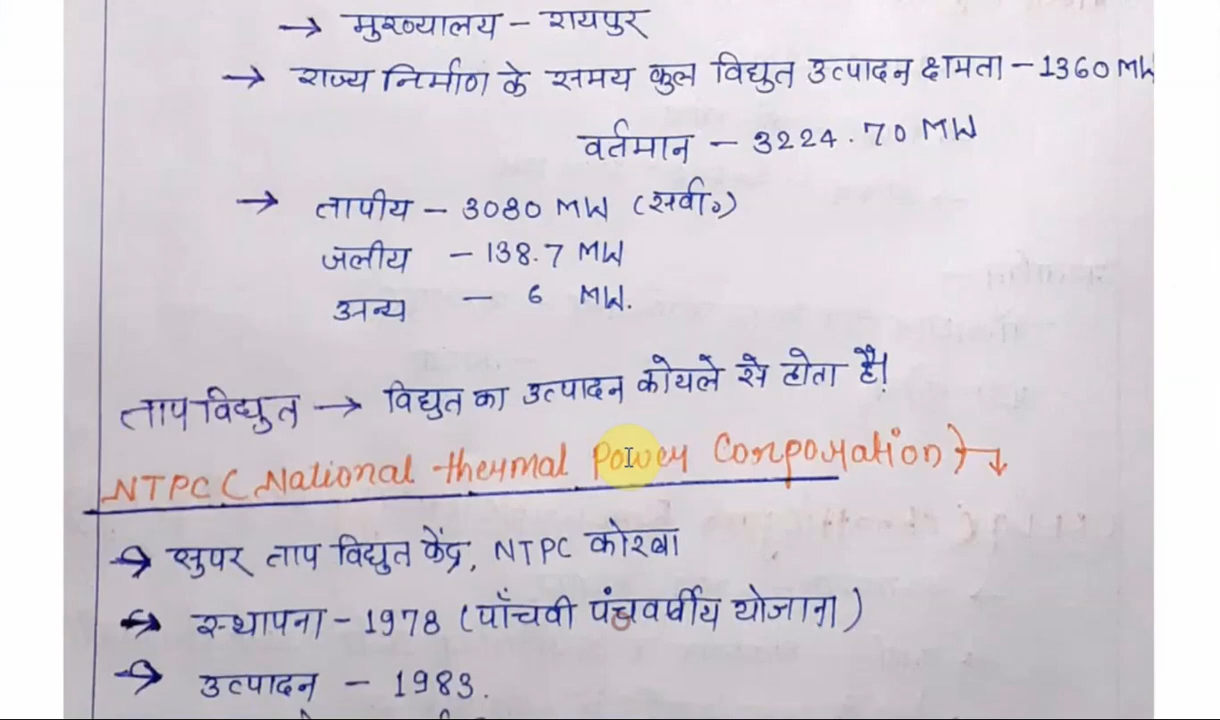 → मुख्यालय – रायपुर
→ राज्य निर्माण के समय कुल विद्युत उत्पादन क्षमता – 1360 MW
वर्तमान – 3224.70 MW
→ तापीय – 3080 MW (सर्वा०)
जलीय – 138.7 MW
अन्य – 6 MW.
ताप विद्युत → विद्युत का उत्पादन कोयले से होता है।
NTPC (National thermal Power Corporation) ↓
→ सुपर ताप विद्युत केंद्र, NTPC कोरबा
→ स्थापना – 1978 (पाँचवी पंचवर्षीय योजाना)
→ उत्पादन – 1983.